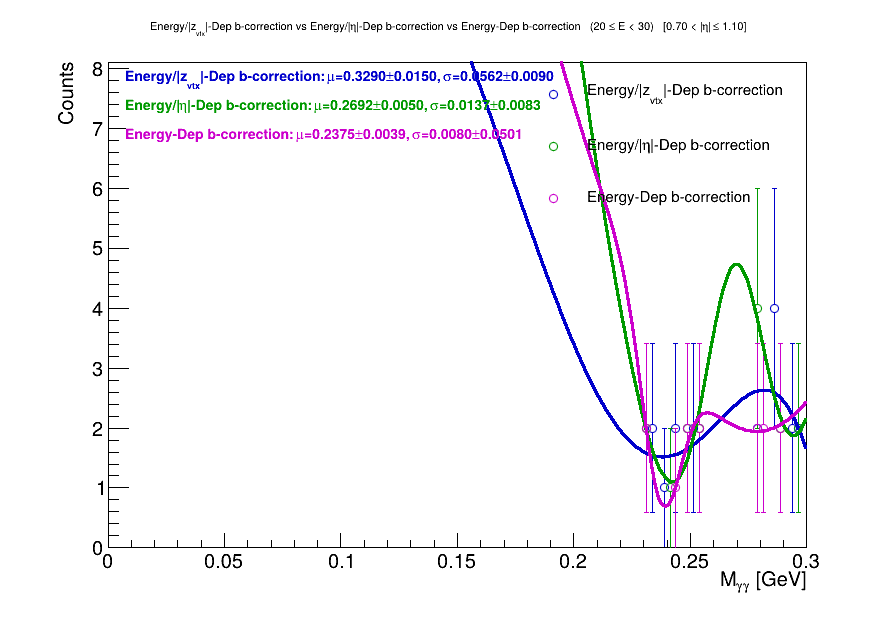 Energy/|z_vtx|-Dep b-correction vs Energy/|η|-Dep b-correction vs Energy-Dep b-correction (20 ≤ E < 30) [0.70 < |η| ≤ 1.10]
Counts
Energy/|z_vtx|-Dep b-correction: μ=0.3290±0.0150, σ=0.0562±0.0090
Energy/|η|-Dep b-correction: μ=0.2692±0.0050, σ=0.0137±0.0083
Energy-Dep b-correction: μ=0.2375±0.0039, σ=0.0080±0.0501
Energy/|z_vtx|-Dep b-correction
Energy/|η|-Dep b-correction
Energy-Dep b-correction
8
7
6
5
4
3
2
1
0
0 0.05 0.1 0.15 0.2 0.25 0.3
M_γγ [GeV]